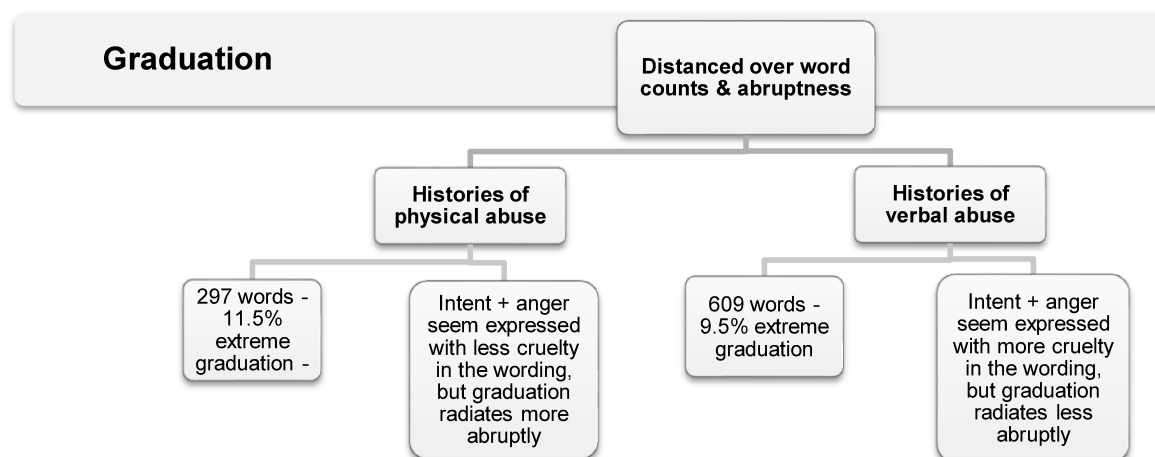 Graduation
Distanced over word
counts & abruptness
Histories of
physical abuse
Histories of
verbal abuse
297 words -
11.5%
extreme
graduation -
Intent + anger
seem expressed
with less cruelty
in the wording,
but graduation
radiates more
abruptly
609 words -
9.5% extreme
graduation
Intent + anger
seem expressed
with more cruelty
in the wording,
but graduation
radiates less
abruptly